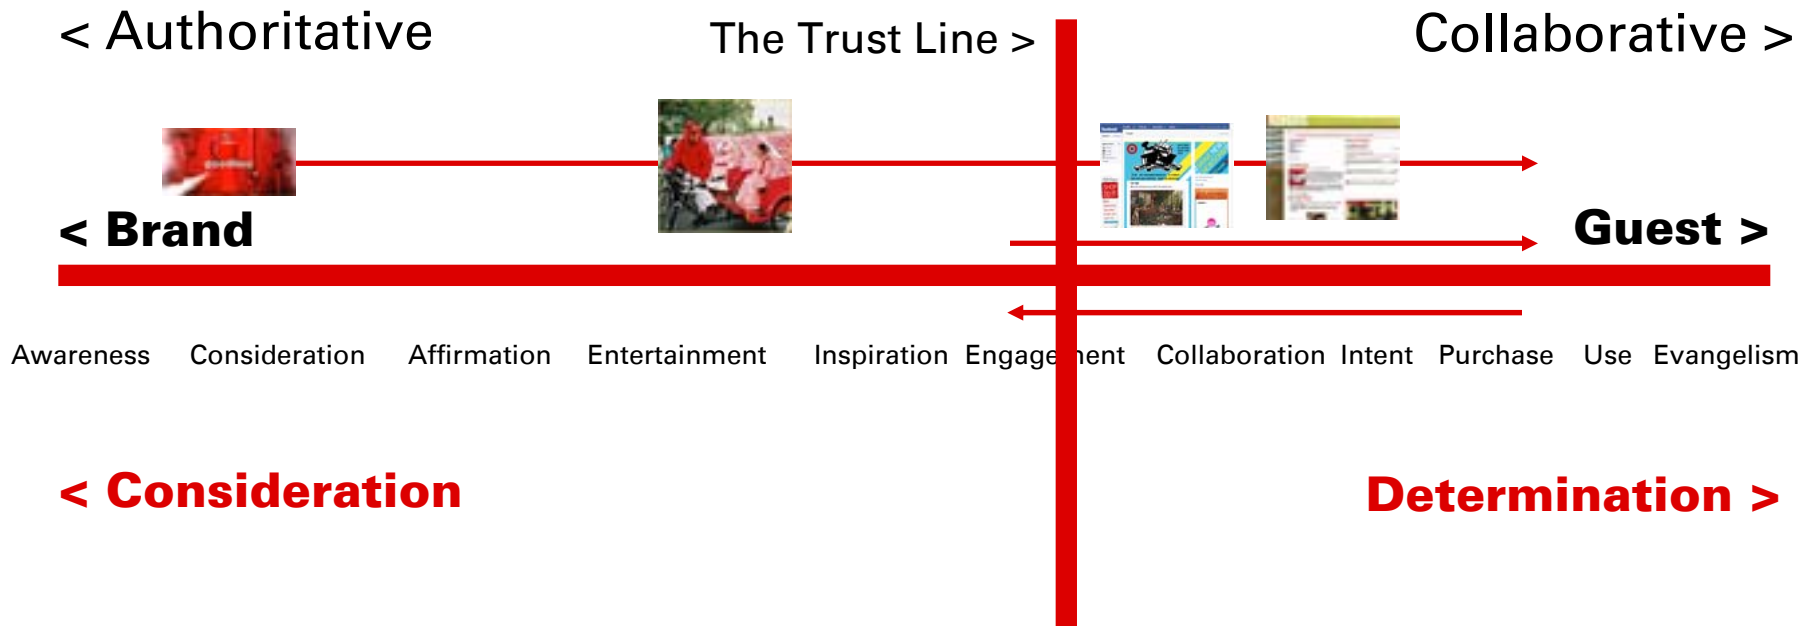 < Authoritative
The Trust Line >
Collaborative >
< Brand
Guest >
Awareness Consideration Affirmation Entertainment Inspiration Engagement Collaboration Intent Purchase Use Evangelism
< Consideration
Determination >